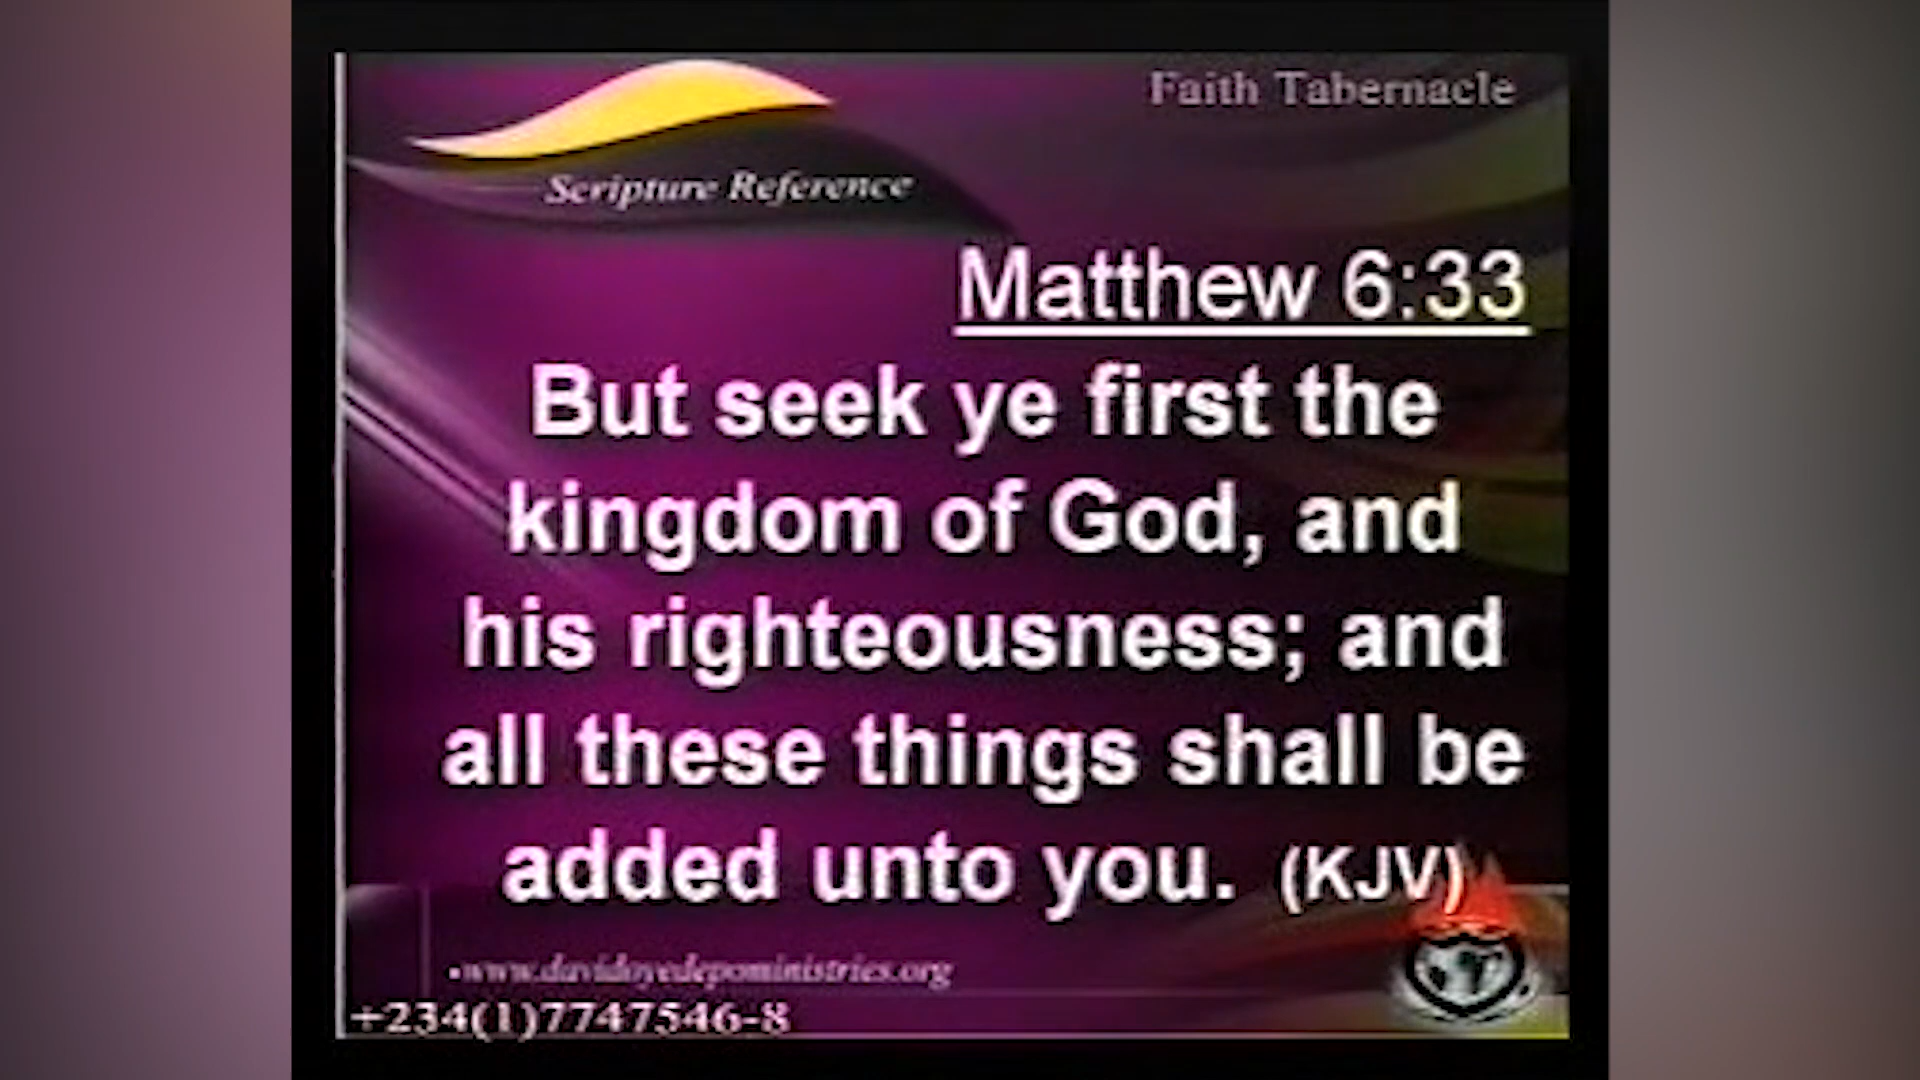 Faith Tabernacle
Scripture Reference
Matthew 6:33
But seek ye first the
kingdom of God, and
his righteousness; and
all these things shall be
added unto you. (KJV)
•www.davidoyedepoministries.org
+234(1)7747546-8